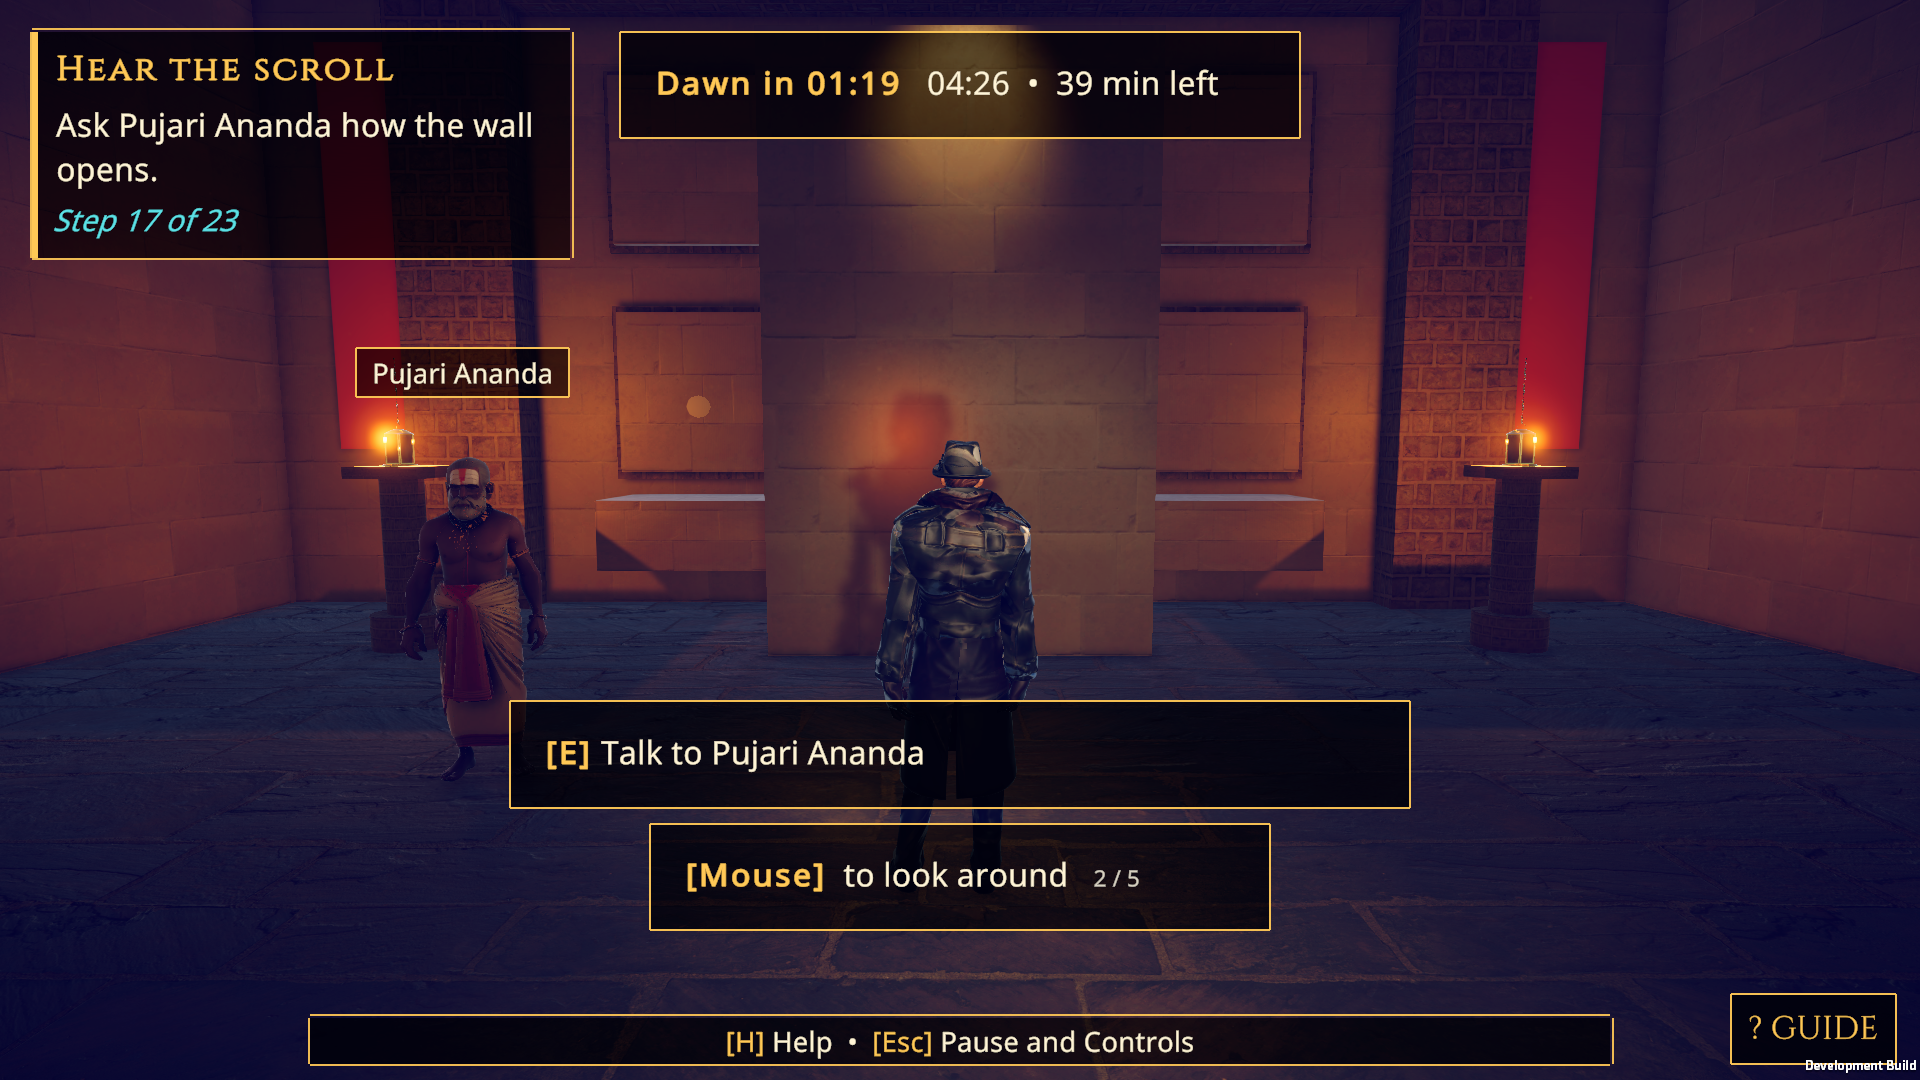 HEAR THE SCROLL
Ask Pujari Ananda how the wall
opens.
Step 17 of 23
Dawn in 01:19 04:26 • 39 min left
Pujari Ananda
[E] Talk to Pujari Ananda
[Mouse] to look around 2 / 5
[H] Help • [Esc] Pause and Controls
? GUIDE
Development Build